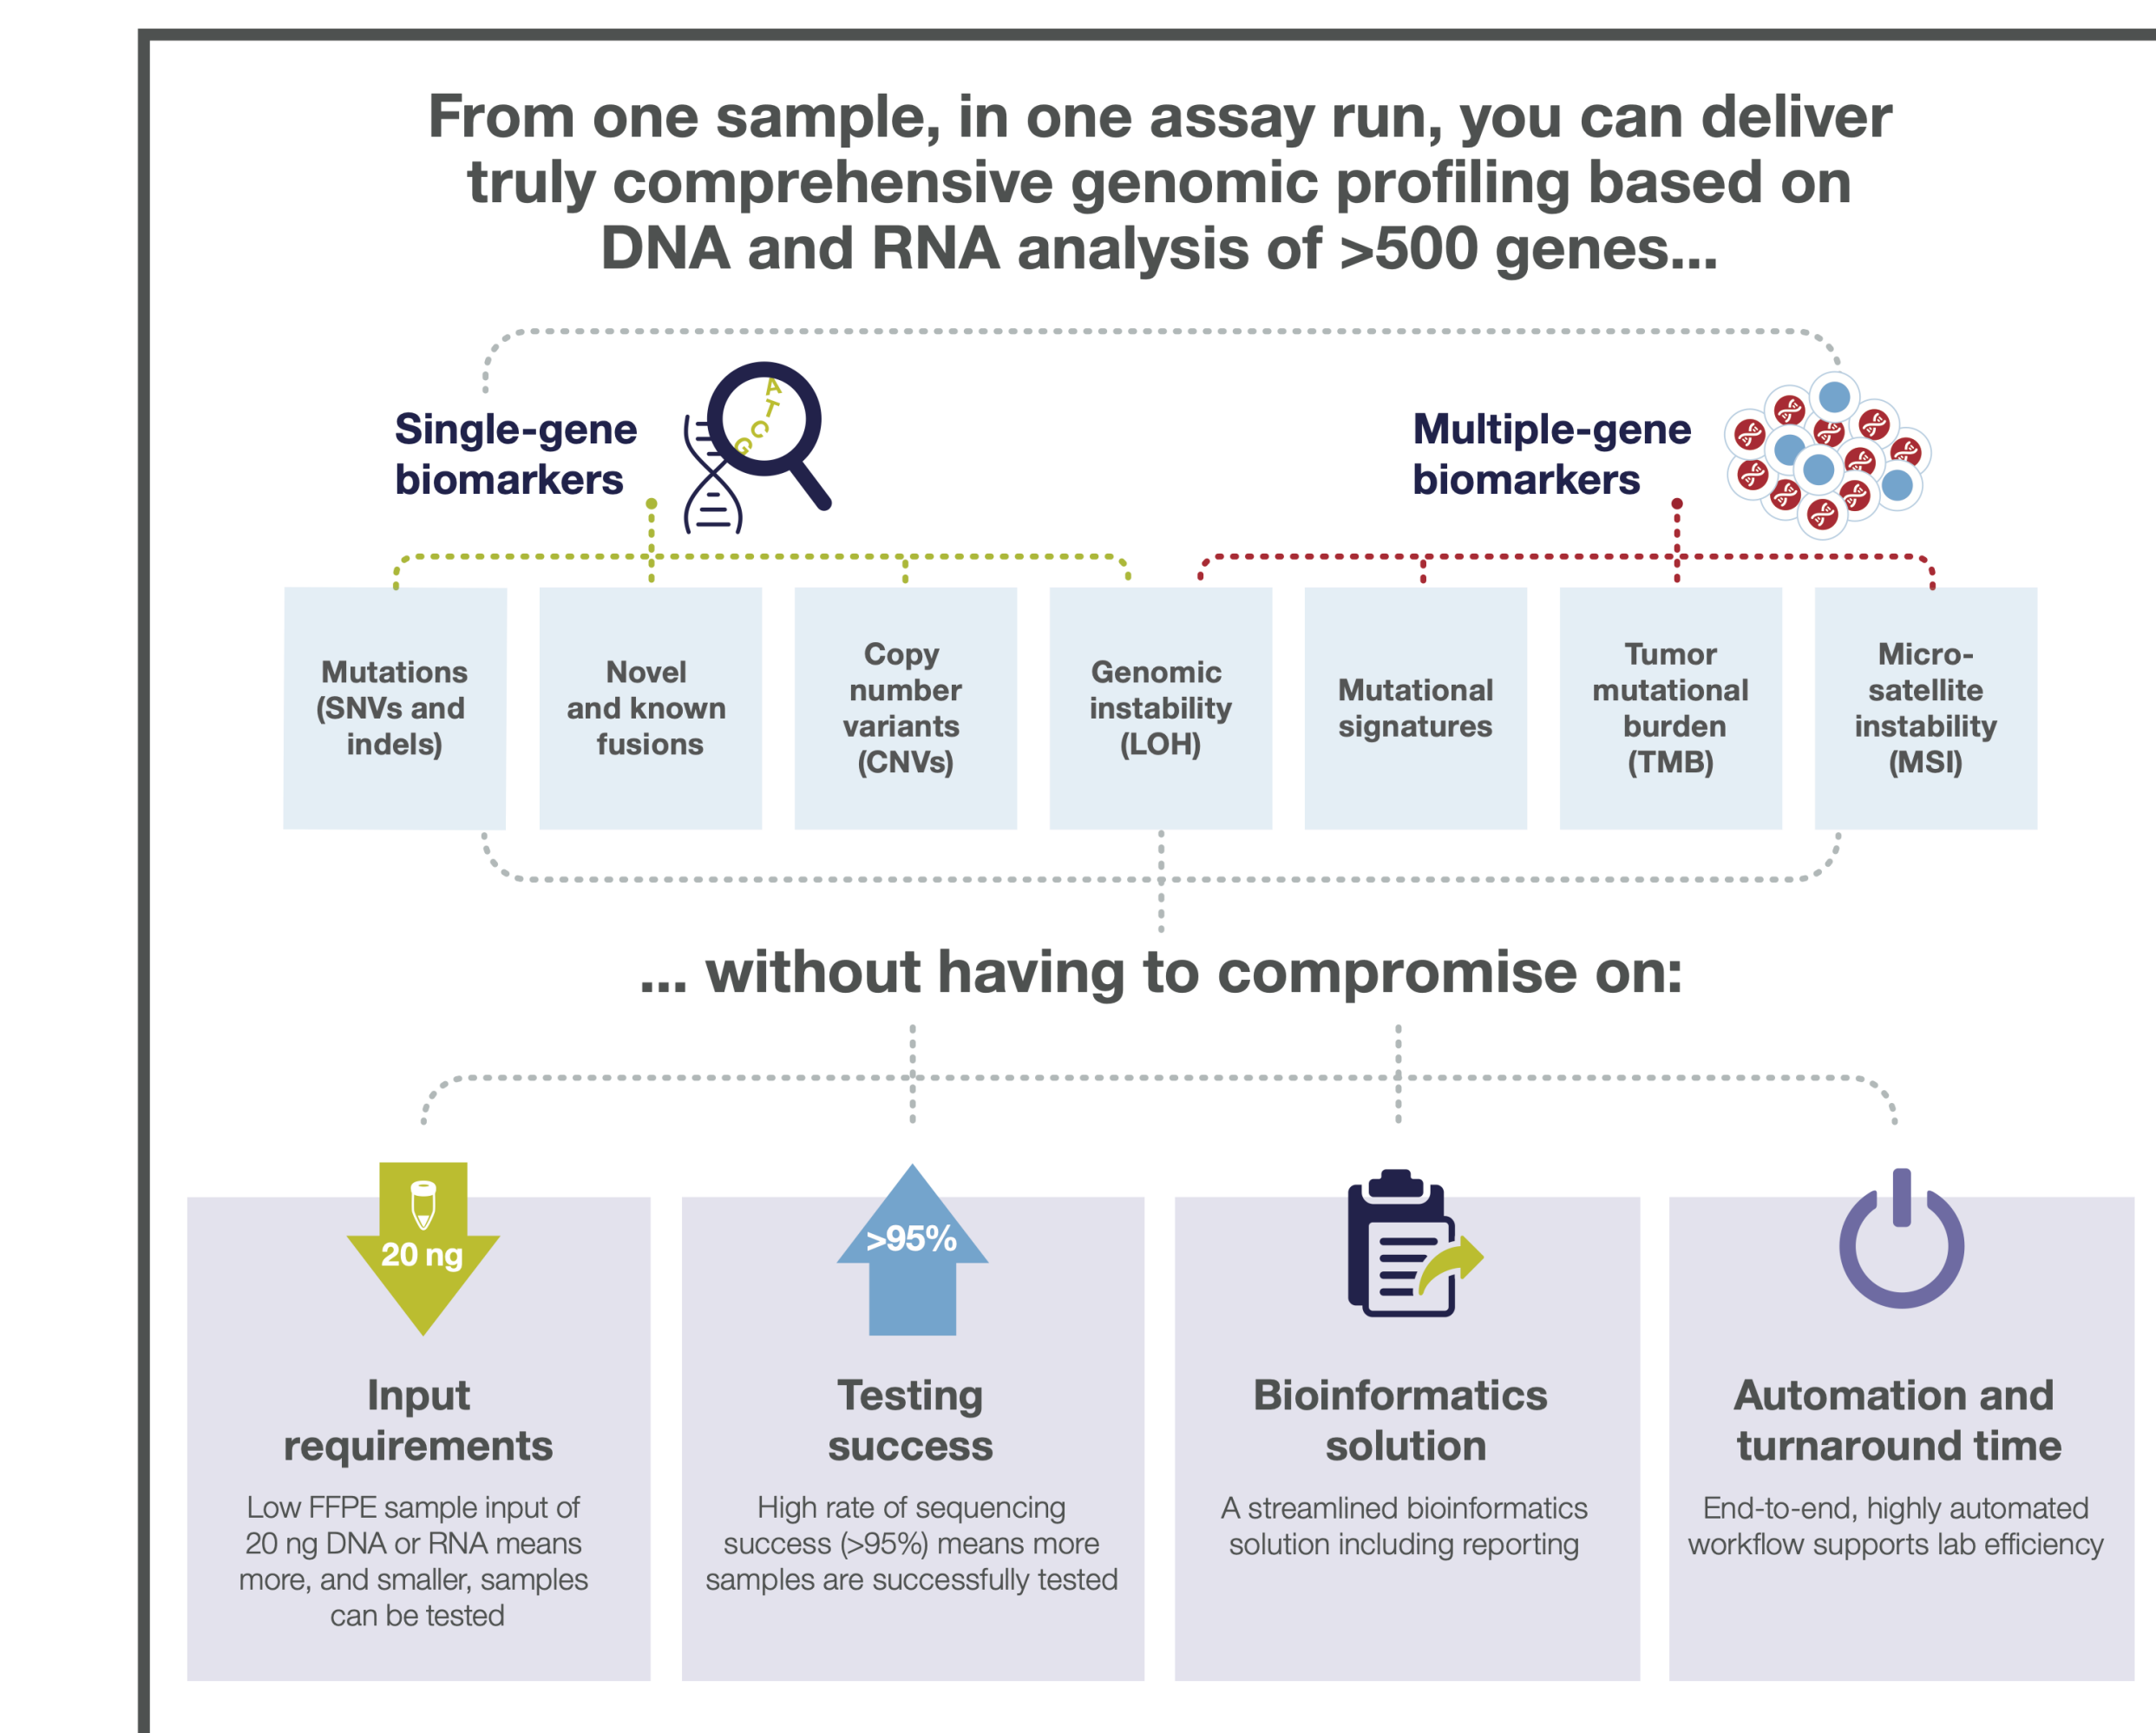 From one sample, in one assay run, you can deliver
truly comprehensive genomic profiling based on
DNA and RNA analysis of >500 genes...
Single-gene
biomarkers
A
T
C
G
Multiple-gene
biomarkers
Mutations
(SNVs and
indels)
Novel
and known
fusions
Copy
number
variants
(CNVs)
Genomic
instability
(LOH)
Mutational
signatures
Tumor
mutational
burden
(TMB)
Micro-
satellite
instability
(MSI)
... without having to compromise on:
20 ng
Input
requirements
Low FFPE sample input of
20 ng DNA or RNA means
more, and smaller, samples
can be tested
>95%
Testing
success
High rate of sequencing
success (>95%) means more
samples are successfully tested
Bioinformatics
solution
A streamlined bioinformatics
solution including reporting
Automation and
turnaround time
End-to-end, highly automated
workflow supports lab efficiency